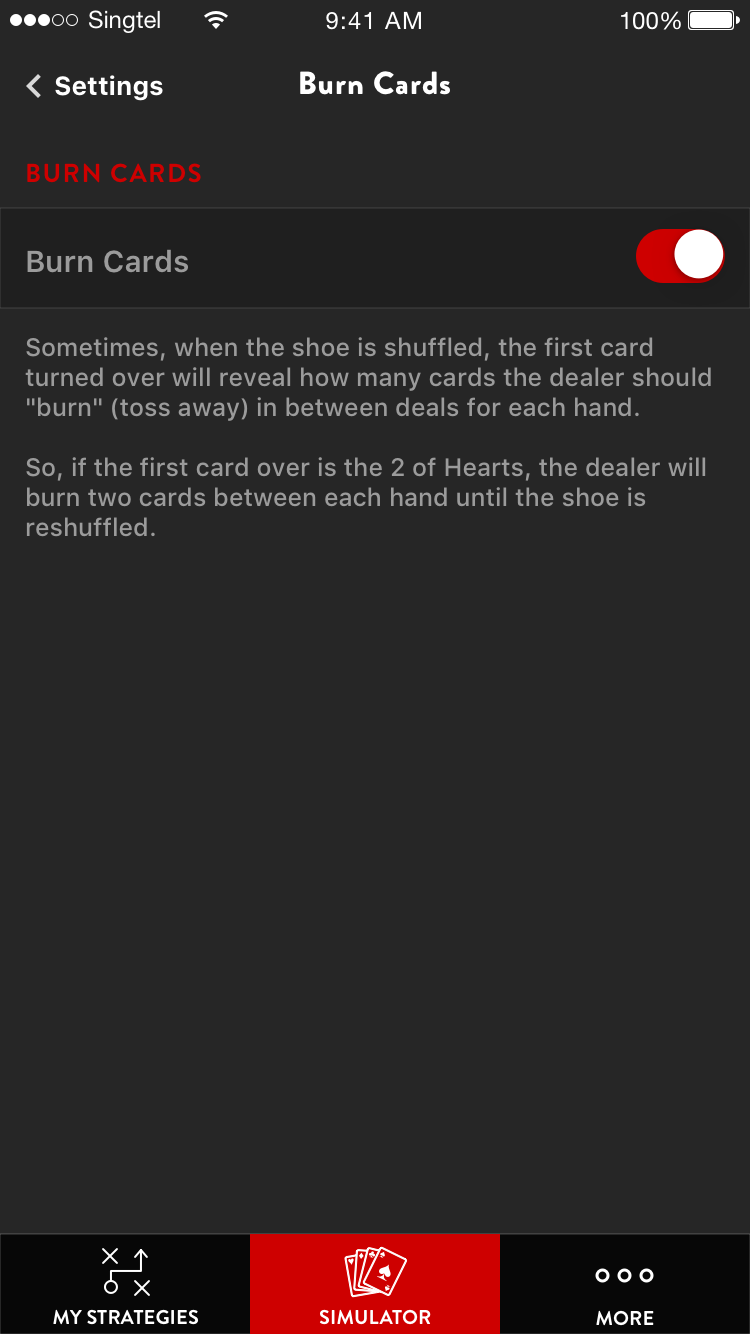 Singtel 9:41 AM 100%
Settings Burn Cards
BURN CARDS
Burn Cards
Sometimes, when the shoe is shuffled, the first card
turned over will reveal how many cards the dealer should
"burn" (toss away) in between deals for each hand.
So, if the first card over is the 2 of Hearts, the dealer will
burn two cards between each hand until the shoe is
reshuffled.
MY STRATEGIES SIMULATOR MORE